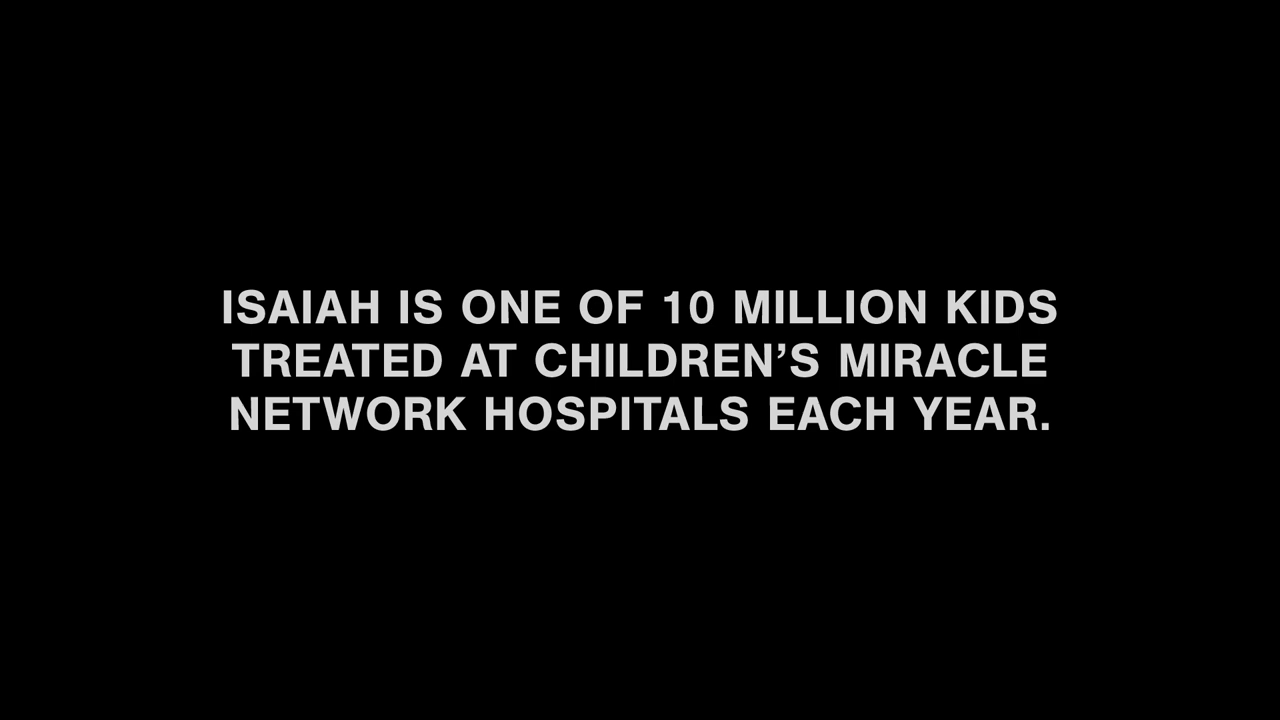 ISAIAH IS ONE OF 10 MILLION KIDS
TREATED AT CHILDREN’S MIRACLE
NETWORK HOSPITALS EACH YEAR.